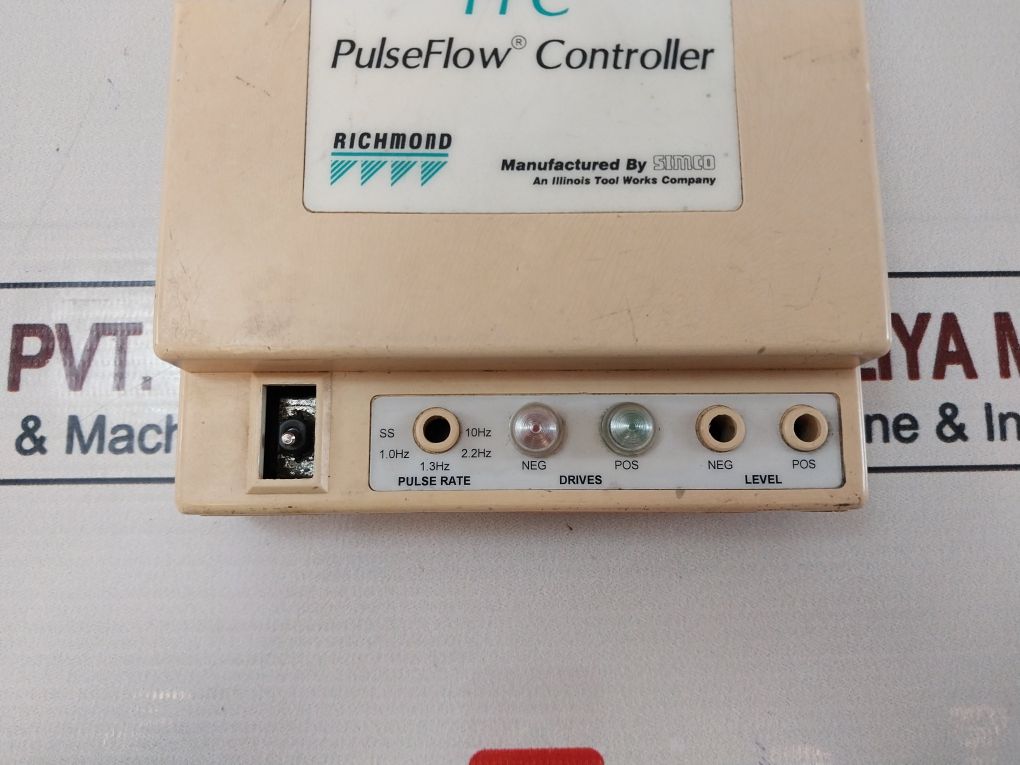 PulseFlow® Controller
RICHMOND
Manufactured By SIMCO
An Illinois Tool Works Company
PVT.
LIYA M
& Mach
ne & In
SS 10Hz
1.0Hz 2.2Hz
1.3Hz
PULSE RATE
NEG POS
DRIVES
NEG POS
LEVEL